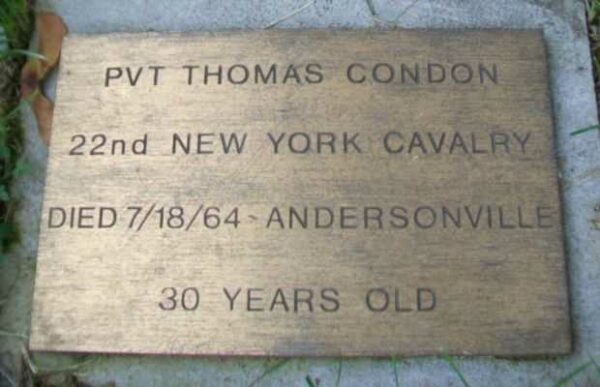 PVT THOMAS CONDON
22nd NEW YORK CAVALRY
DIED 7/18/64 - ANDERSONVILLE
30 YEARS OLD